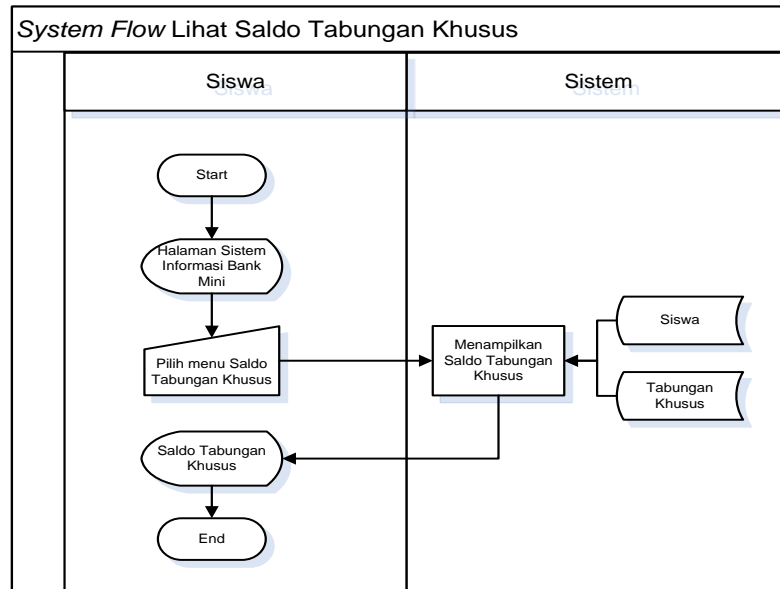 System Flow Lihat Saldo Tabungan Khusus
Siswa
Sistem
Start
Halaman Sistem
Informasi Bank
Mini
Pilih menu Saldo
Tabungan Khusus
Menampilkan
Saldo Tabungan
Khusus
Siswa
Tabungan
Khusus
Saldo Tabungan
Khusus
End